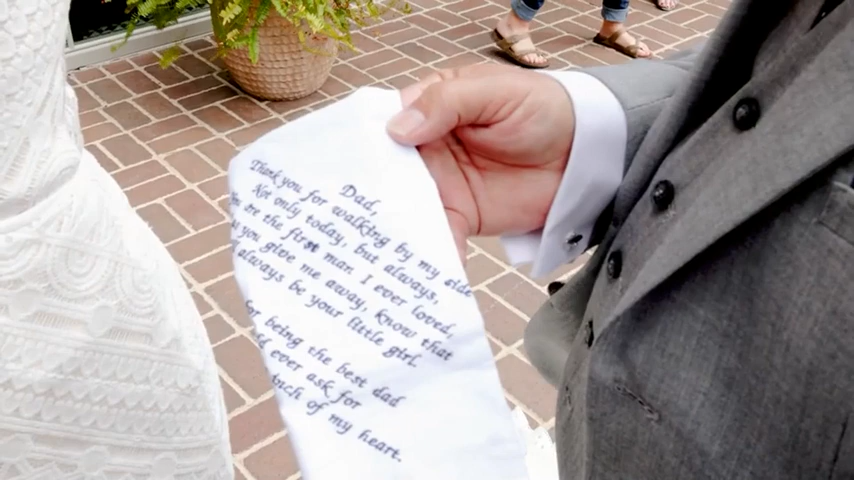 Dad,
Thank you for walking by my side
Not only today, but always,
are the first man I ever loved,
you give me away, know that
always be your little girl.
for being the best dad
ever ask for
of my heart.